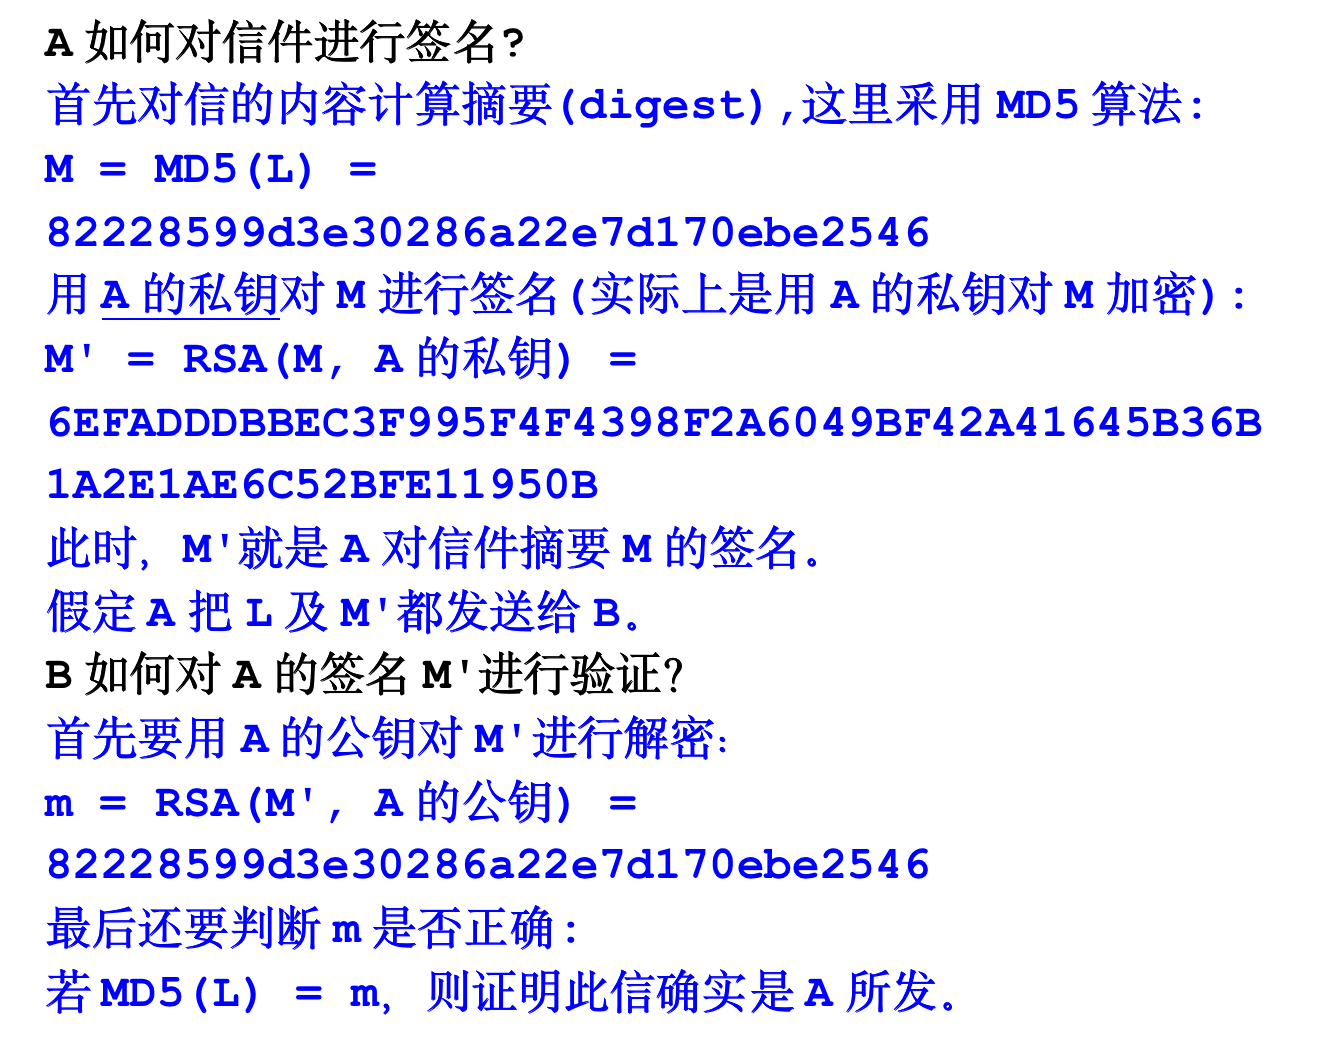 A 如何对信件进行签名?
首先对信的内容计算摘要(digest),这里采用 MD5 算法:
M = MD5(L) =
82228599d3e30286a22e7d170ebe2546
用 A 的私钥对 M 进行签名(实际上是用 A 的私钥对 M 加密):
M' = RSA(M, A 的私钥) =
6EFADDDBBEC3F995F4F4398F2A6049BF42A41645B36B
1A2E1AE6C52BFE11950B
此时, M'就是 A 对信件摘要 M 的签名。
假定 A 把 L 及 M'都发送给 B。
B 如何对 A 的签名 M'进行验证?
首先要用 A 的公钥对 M'进行解密:
m = RSA(M', A 的公钥) =
82228599d3e30286a22e7d170ebe2546
最后还要判断 m 是否正确:
若 MD5(L) = m, 则证明此信确实是 A 所发。